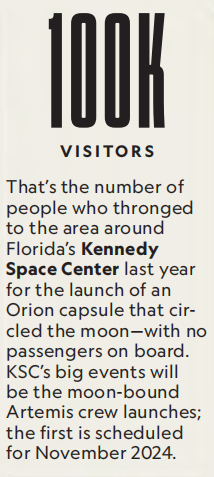 100K
VISITORS
That's the number of
people who thronged
to the area around
Florida's Kennedy
Space Center last year
for the launch of an
Orion capsule that cir-
cled the moon—with no
passengers on board.
KSC's big events will
be the moon-bound
Artemis crew launches;
the first is scheduled
for November 2024.